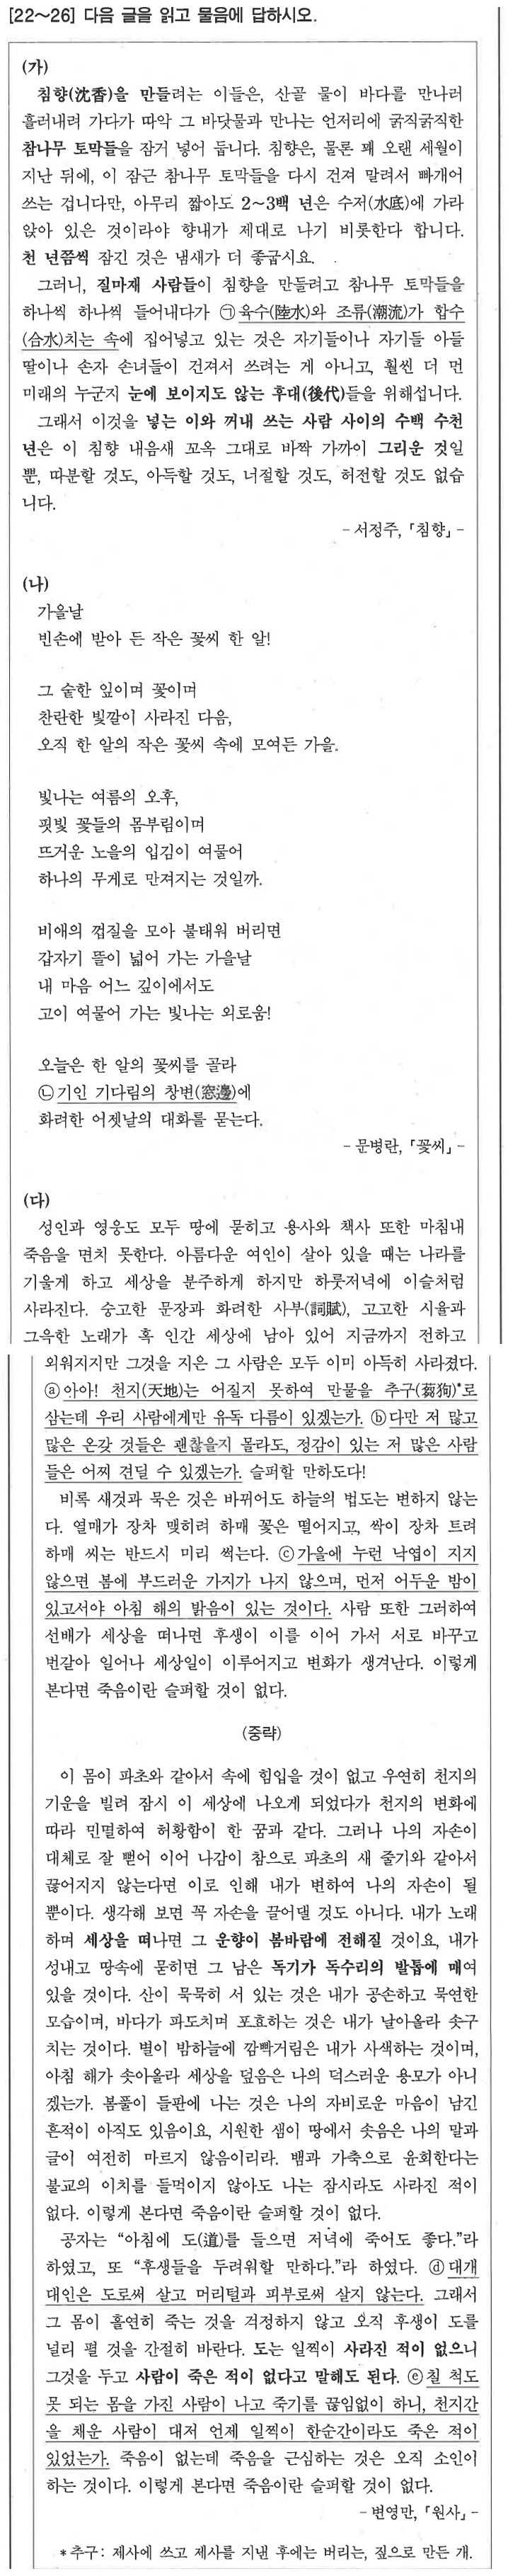 [22～26] 다음 글을 읽고 물음에 답하시오.
(가)
침향(沈香)을 만들려는 이들은, 산골 물이 바다를 만나러
흘러내려 가다가 따악 그 바닷물과 만나는 언저리에 굵직굵직한
참나무 토막들을 잠거 넣어 둡니다. 침향은, 물론 꽤 오랜 세월이
지난 뒤에, 이 잠근 참나무 토막들을 다시 건져 말려서 빠개어
쓰는 겁니다만, 아무리 짧아도 2～3백 년은 수저(水底)에 가라
앉아 있은 것이라야 향내가 제대로 나기 비롯한다 합니다.
천 년쯤씩 잠긴 것은 냄새가 더 좋굽시요.
그러니, 질마재 사람들이 침향을 만들려고 참나무 토막들을
하나씩 하나씩 들어내다가 ㉠육수(陸水)와 조류(潮流)가 합수
(合水)치는 속에 집어넣고 있는 것은 자기들이나 자기들 아들
딸이나 손자 손녀들이 건져서 쓰려는 게 아니고, 훨씬 더 먼
미래의 누군지 눈에 보이지도 않는 후대(後代)들을 위해섭니다.
그래서 이것을 넣는 이와 꺼내 쓰는 사람 사이의 수백 수천
년은 이 침향 내음새 꼬옥 그대로 바짝 가까이 그리운 것일
뿐, 따분할 것도, 아득할 것도, 너절할 것도, 허전할 것도 없습
니다.
- 서정주, 「침향」 -
(나)
가을날
빈손에 받아 든 작은 꽃씨 한 알!
그 숱한 잎이며 꽃이며
찬란한 빛깔이 사라진 다음,
오직 한 알의 작은 꽃씨 속에 모여든 가을.
빛나는 여름의 오후,
핏빛 꽃들의 몸부림이며
뜨거운 노을의 입김이 여물어
하나의 무게로 만져지는 것일까.
비애의 껍질을 모아 불태워 버리면
갑자기 뜰이 넓어 가는 가을날
내 마음 어느 깊이에서도
고이 여물어 가는 빛나는 외로움!
오늘은 한 알의 꽃씨를 골라
㉡기인 기다림의 창변(窓邊)에
화려한 어젯날의 대화를 묻는다.
- 문병란, 「꽃씨」 -
(다)
성인과 영웅도 모두 땅에 묻히고 용사와 책사 또한 마침내
죽음을 면치 못한다. 아름다운 여인이 살아 있을 때는 나라를
기울게 하고 세상을 분주하게 하지만 하룻저녁에 이슬처럼
사라진다. 숭고한 문장과 화려한 사부(詞賦), 고고한 시율과
그윽한 노래가 혹 인간 세상에 남아 있어 지금까지 전하고
외워지지만 그것을 지은 그 사람은 모두 이미 아득히 사라졌다.
ⓐ아아! 천지(天地)는 어질지 못하여 만물을 추구(芻狗)*로
삼는데 우리 사람에게만 유독 다름이 있겠는가. ⓑ다만 저 많고
많은 온갖 것들은 괜찮을지 몰라도, 정감이 있는 저 많은 사람
들은 어찌 견딜 수 있겠는가. 슬퍼할 만하도다!
비록 새것과 묵은 것은 바뀌어도 하늘의 법도는 변하지 않는
다. 열매가 장차 맺히려 하매 꽃은 떨어지고, 싹이 장차 트려
하매 씨는 반드시 미리 썩는다. ⓒ가을에 누런 낙엽이 지지
않으면 봄에 부드러운 가지가 나지 않으며, 먼저 어두운 밤이
있고서야 아침 해의 밝음이 있는 것이다. 사람 또한 그러하여
선배가 세상을 떠나면 후생이 이를 이어 가서 서로 바꾸고
번갈아 일어나 세상일이 이루어지고 변화가 생겨난다. 이렇게
본다면 죽음이란 슬퍼할 것이 없다.
(중략)
이 몸이 파초와 같아서 속에 힘입을 것이 없고 우연히 천지의
기운을 빌려 잠시 이 세상에 나오게 되었다가 천지의 변화에
따라 민멸하여 허황함이 한 꿈과 같다. 그러나 나의 자손이
대체로 잘 뻗어 이어 나감이 참으로 파초의 새 줄기와 같아서
끊어지지 않는다면 이로 인해 내가 변하여 나의 자손이 될
뿐이다. 생각해 보면 꼭 자손을 끌어댈 것도 아니다. 내가 노래
하며 세상을 떠나면 그 운향이 봄바람에 전해질 것이요, 내가
성내고 땅속에 묻히면 그 남은 독기가 독수리의 발톱에 매여
있을 것이다. 산이 묵묵히 서 있는 것은 내가 공손하고 묵연한
모습이며, 바다가 파도치며 포효하는 것은 내가 날아올라 솟구
치는 것이다. 별이 밤하늘에 깜빡거림은 내가 사색하는 것이며,
아침 해가 솟아올라 세상을 덮음은 나의 덕스러운 용모가 아니
겠는가. 봄풀이 들판에 나는 것은 나의 자비로운 마음이 남긴
흔적이 아직도 있음이요, 시원한 샘이 땅에서 솟음은 나의 말과
글이 여전히 마르지 않음이리라. 뱀과 가축으로 윤회한다는
불교의 이치를 들먹이지 않아도 나는 잠시라도 사라진 적이
없다. 이렇게 본다면 죽음이란 슬퍼할 것이 없다.
공자는 “아침에 도(道)를 들으면 저녁에 죽어도 좋다.”라
하였고, 또 “후생들을 두려워할 만하다.”라 하였다. ⓓ대개
대인은 도로써 살고 머리털과 피부로써 살지 않는다. 그래서
그 몸이 홀연히 죽는 것을 걱정하지 않고 오직 후생이 도를
널리 펼 것을 간절히 바란다. 도는 일찍이 사라진 적이 없으니
그것을 두고 사람이 죽은 적이 없다고 말해도 된다. ⓔ칠 척도
못 되는 몸을 가진 사람이 나고 죽기를 끊임없이 하니, 천지간
을 채운 사람이 대저 언제 일찍이 한순간이라도 죽은 적이
있었는가. 죽음이 없는데 죽음을 근심하는 것은 오직 소인이
하는 것이다. 이렇게 본다면 죽음이란 슬퍼할 것이 없다.
- 변영만, 「원사」 -
*추구: 제사에 쓰고 제사를 지낸 후에는 버리는, 짚으로 만든 개.